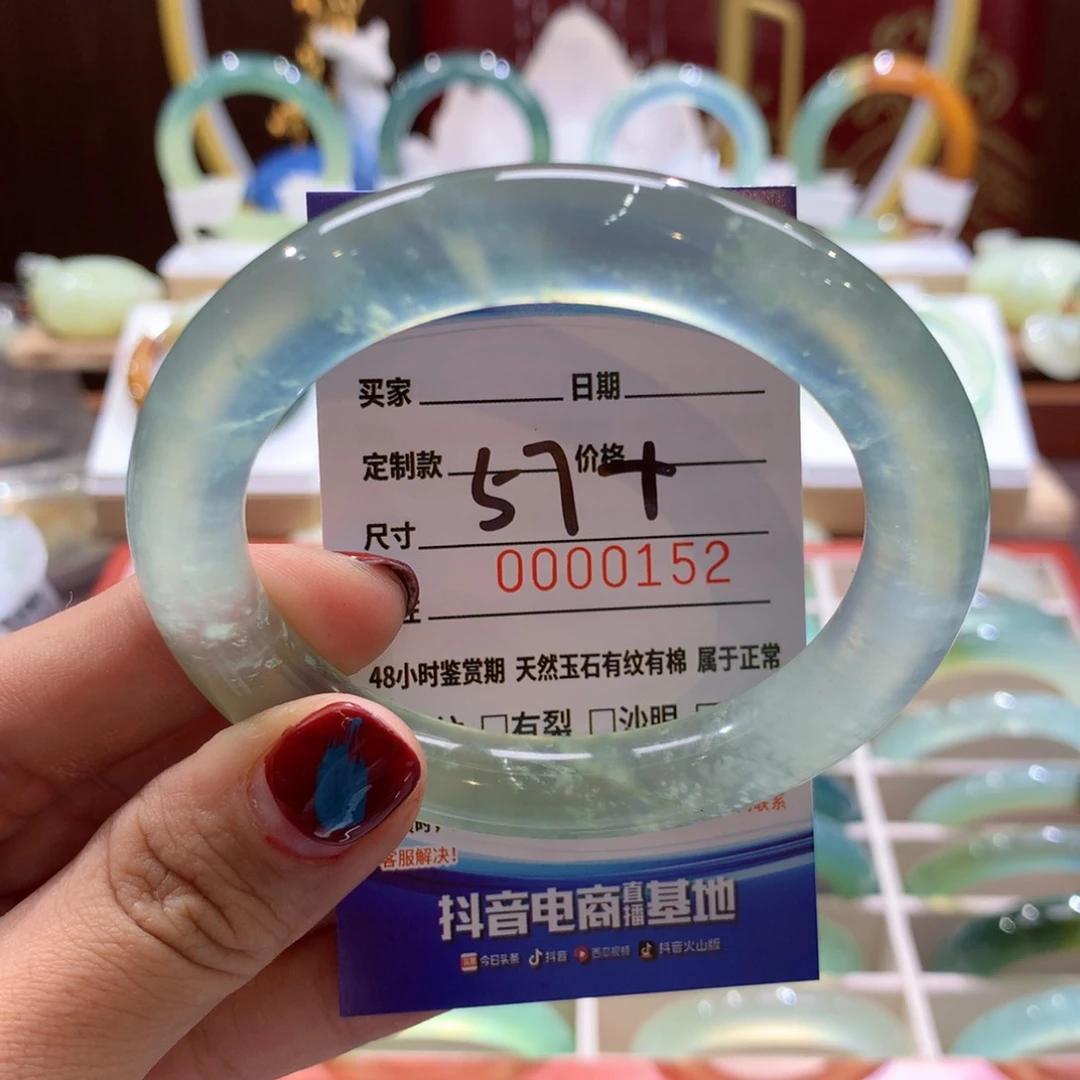 买家 日期
定制款 57+ 价格
尺寸
0000152
48小时鉴赏期 天然玉石有纹有棉 属于正常
□有裂 □沙眼
联系
客服解决!
抖音电商直播基地
今日头条 抖音 西瓜视频 抖音火山版